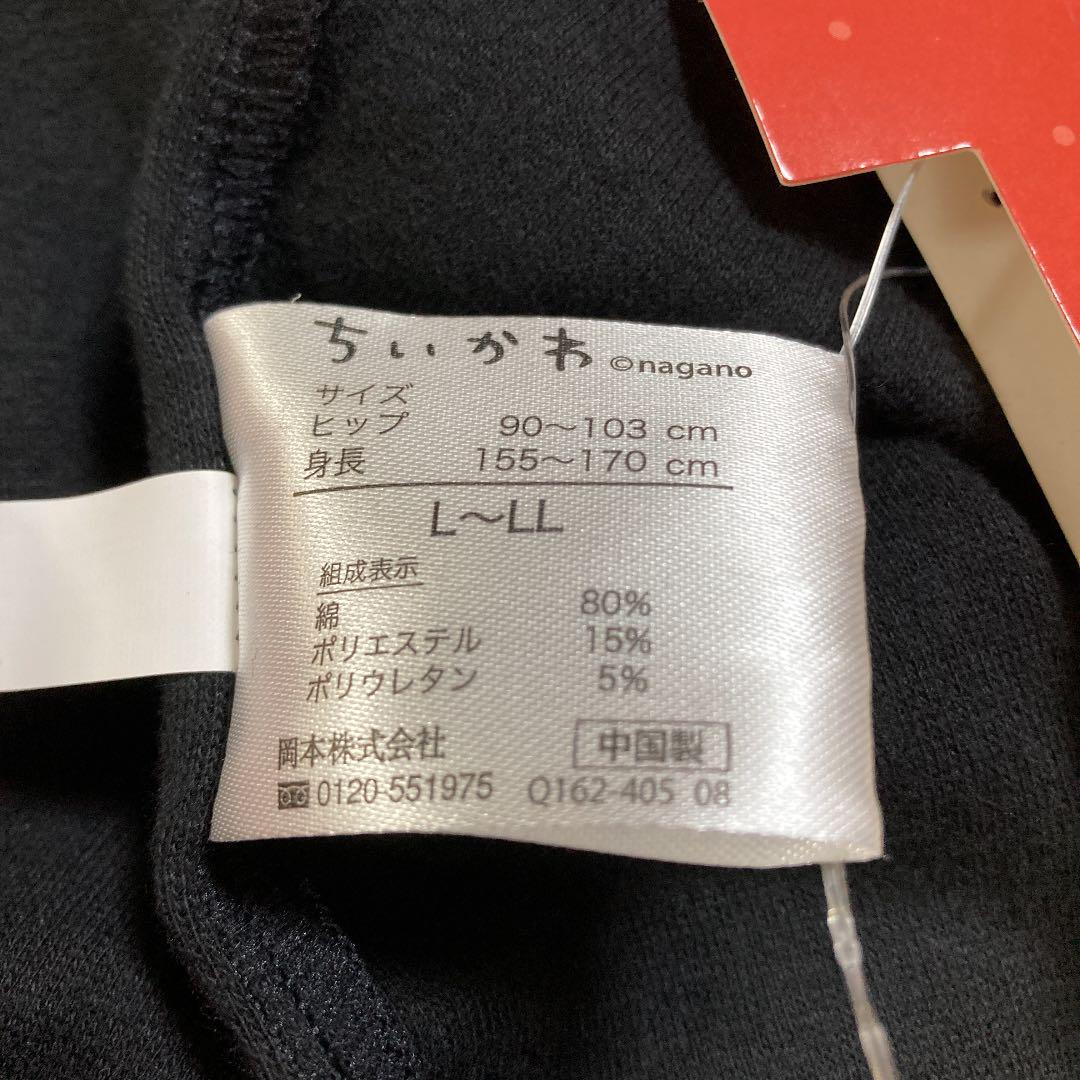 ちいかわ ©nagano
サイズ
ヒップ 90～103 cm
身長 155～170 cm
L～LL
組成表示
綿 80%
ポリエステル 15%
ポリウレタン 5%
岡本株式会社 中国製
0120-551975 Q162-405 08